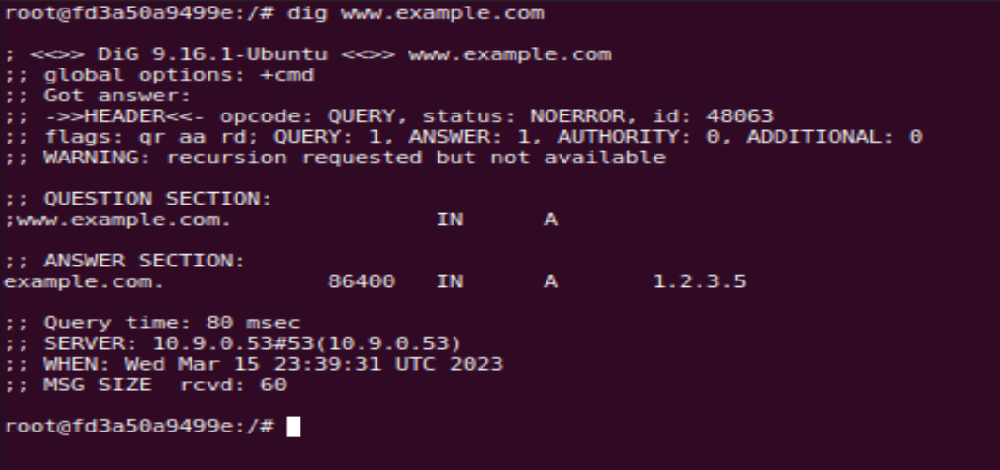 root@fd3a50a9499e:/# dig www.example.com
; <<>> DiG 9.16.1-Ubuntu <<>> www.example.com
;; global options: +cmd
;; Got answer:
;; ->>HEADER<<- opcode: QUERY, status: NOERROR, id: 48063
;; flags: qr aa rd; QUERY: 1, ANSWER: 1, AUTHORITY: 0, ADDITIONAL: 0
;; WARNING: recursion requested but not available
;; QUESTION SECTION:
;www.example.com. IN A
;; ANSWER SECTION:
example.com. 86400 IN A 1.2.3.5
;; Query time: 80 msec
;; SERVER: 10.9.0.53#53(10.9.0.53)
;; WHEN: Wed Mar 15 23:39:31 UTC 2023
;; MSG SIZE rcvd: 60
root@fd3a50a9499e:/#